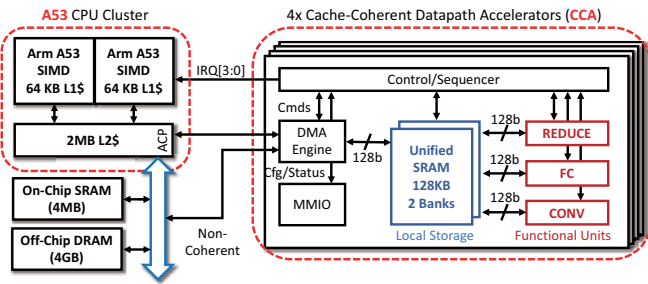 A53 CPU Cluster
4x Cache-Coherent Datapath Accelerators (CCA)
Arm A53
SIMD
64 KB L1$
Arm A53
SIMD
64 KB L1$
IRQ[3:0]
Control/Sequencer
2MB L2$
ACP
Cmds
DMA
Engine
128b
Cfg/Status
MMIO
Unified
SRAM
128KB
2 Banks
Local Storage
128b
REDUCE
128b
FC
128b
CONV
Functional Units
On-Chip SRAM
(4MB)
Off-Chip DRAM
(4GB)
Non-
Coherent